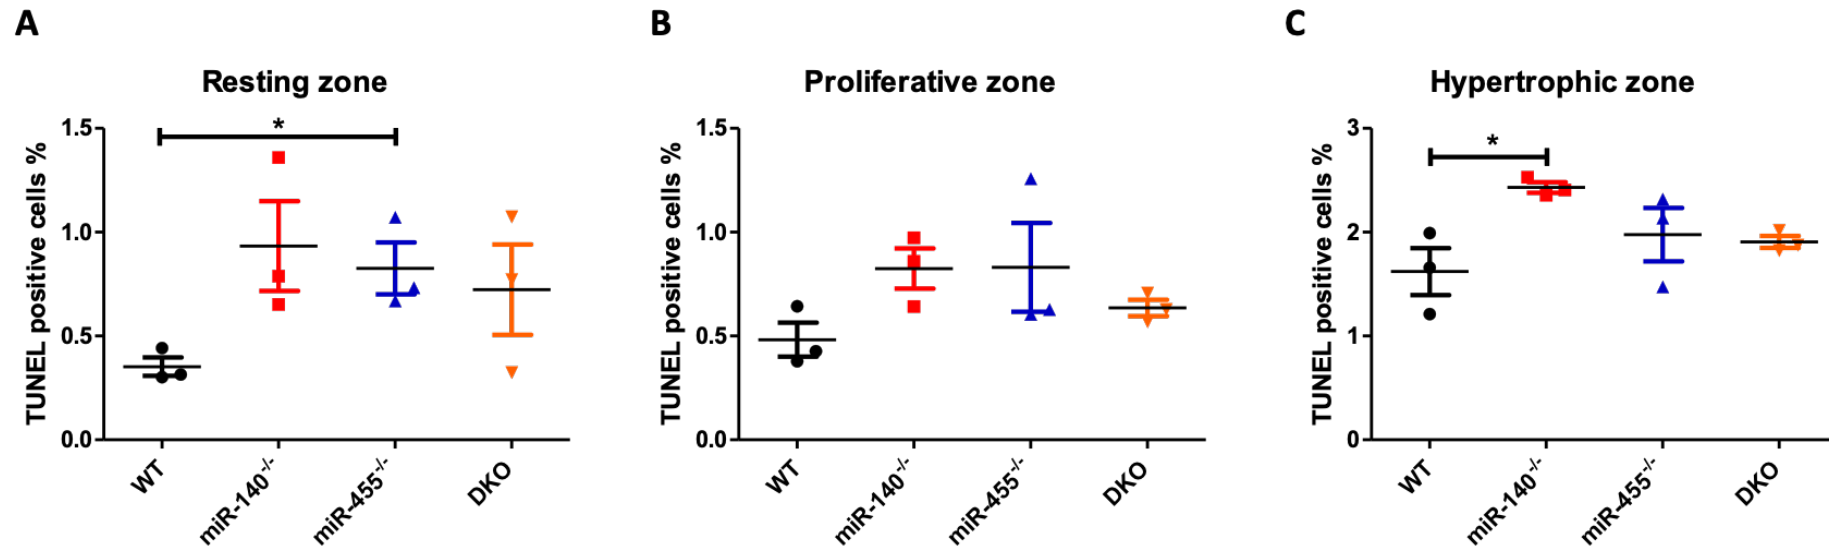 A
Resting zone
*
TUNEL positive cells %
1.5
1.0
0.5
0.0
WT
miR-140-/-
miR-455-/-
DKO
B
Proliferative zone
TUNEL positive cells %
1.5
1.0
0.5
0.0
WT
miR-140-/-
miR-455-/-
DKO
C
Hypertrophic zone
*
TUNEL positive cells %
3
2
1
0
WT
miR-140-/-
miR-455-/-
DKO